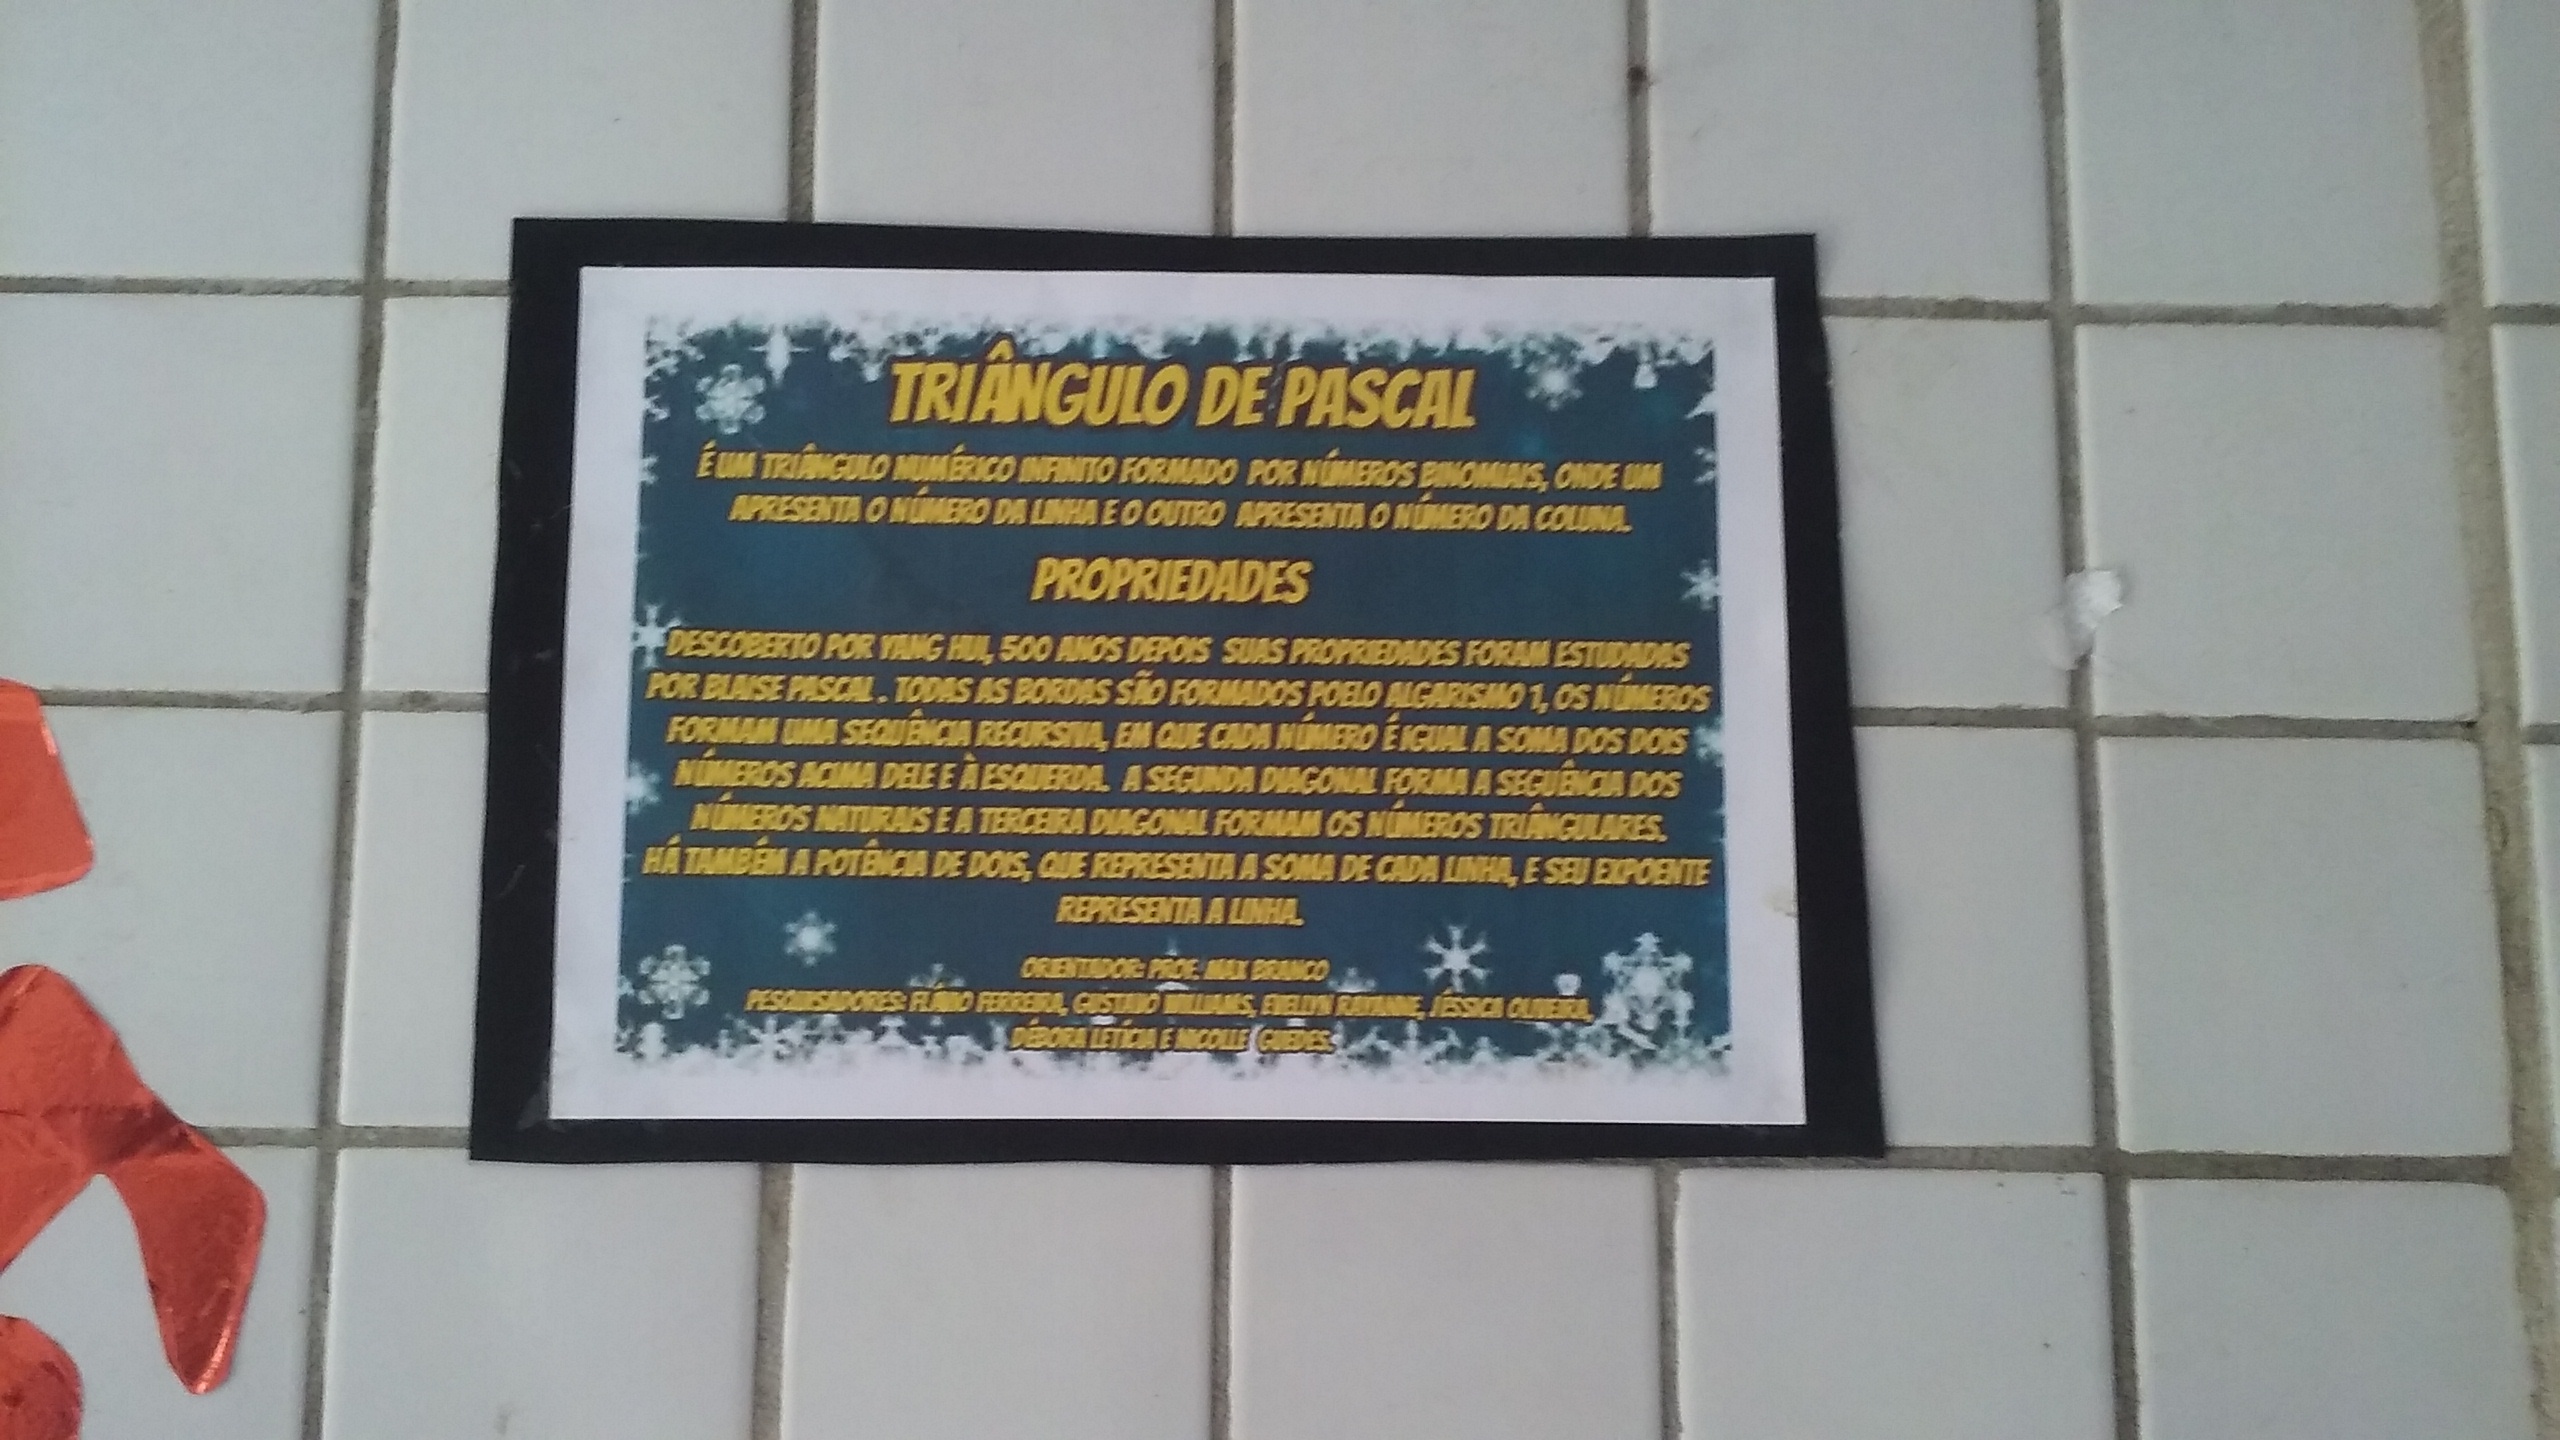 TRIÂNGULO DE PASCAL
É UM TRIÂNGULO NUMÉRICO INFINITO FORMADO POR NÚMEROS BINOMIAIS, ONDE UM
APRESENTA O NÚMERO DA LINHA E O OUTRO APRESENTA O NÚMERO DA COLUNA.
PROPRIEDADES
DESCOBERTO POR YANG HUI, 500 ANOS DEPOIS SUAS PROPRIEDADES FORAM ESTUDADAS
POR BLAISE PASCAL . TODAS AS BORDAS SÃO FORMADOS POELO ALGARISMO 1, OS NÚMEROS
FORMAM UMA SEQUÊNCIA RECURSIVA, EM QUE CADA NÚMERO É IGUAL A SOMA DOS DOIS
NÚMEROS ACIMA DELE E À ESQUERDA. A SEGUNDA DIAGONAL FORMA A SEGUÊNCIA DOS
NÚMEROS NATURAIS E A TERCEIRA DIAGONAL FORMAM OS NÚMEROS TRIÂNGULARES.
HÁ TAMBÉM A POTÊNCIA DE DOIS, QUE REPRESENTA A SOMA DE CADA LINHA, E SEU EXPOENTE
REPRESENTA A LINHA.
ORIENTADOR: PROF. MAX BRANCO
PESQUISADORES: FLÁVIO FERREIRA, GUSTAVO WILLIAMS, EVELLYN RAYANNE, JÉSSICA OLIVEIRA,
DÉBORA LETÍCIA E NICOLLE GUEDES.